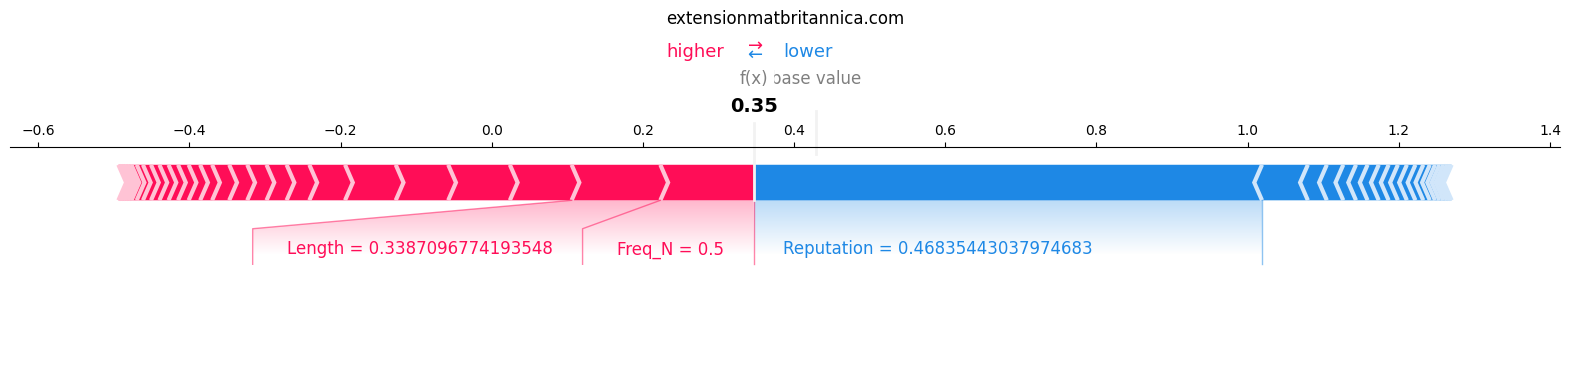 extensionmatbritannica.com
higher ⇄ lower
f(x) base value
0.35
−0.6 −0.4 −0.2 0.0 0.2 0.4 0.6 0.8 1.0 1.2 1.4
Length = 0.3387096774193548 Freq_N = 0.5 Reputation = 0.46835443037974683